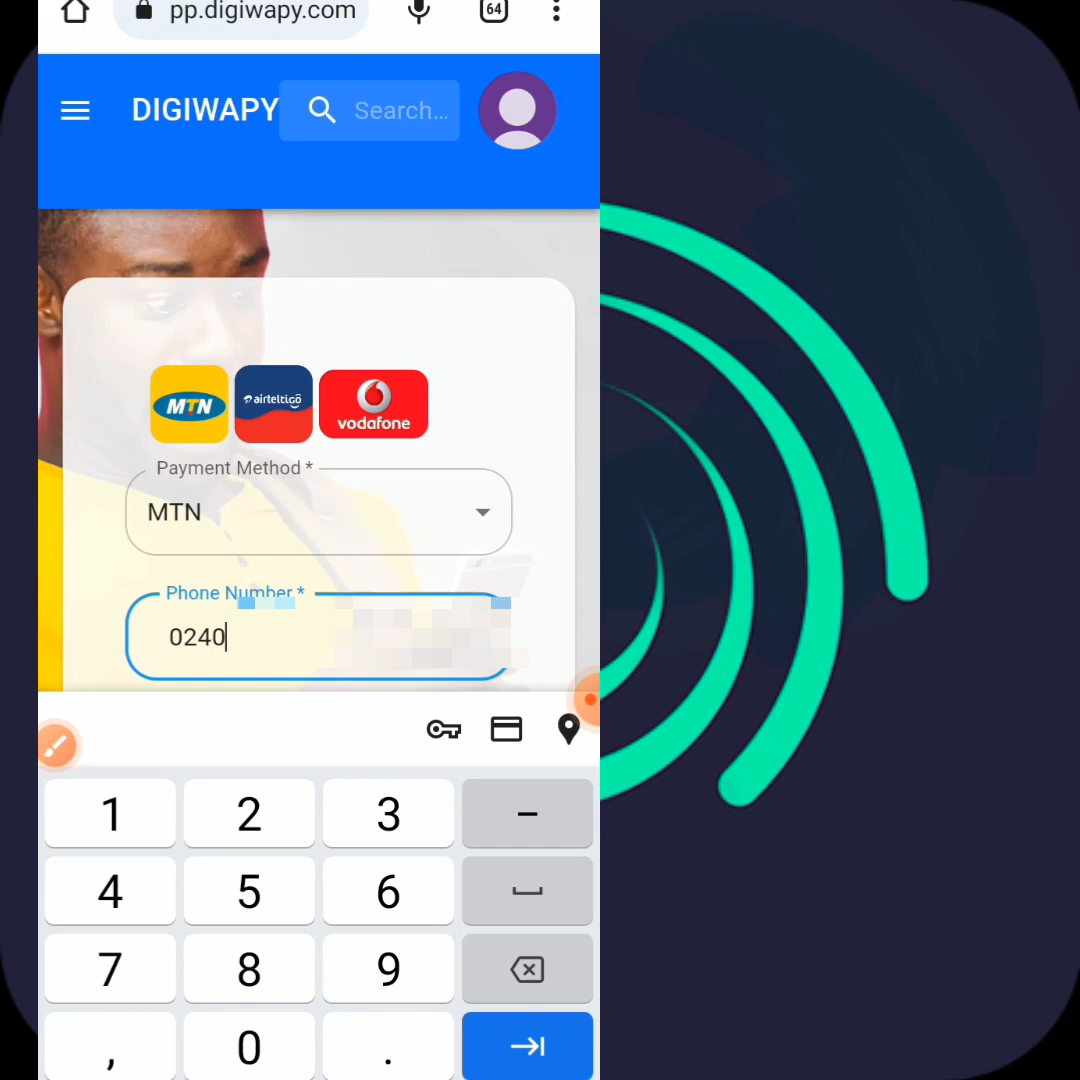 pp.digiwapy.com
64
DIGIWAPY
Search...
MTN
airteltigo
vodafone
Payment Method *
MTN
Phone Number *
0240
1 2 3 –
4 5 6
7 8 9
, 0 .